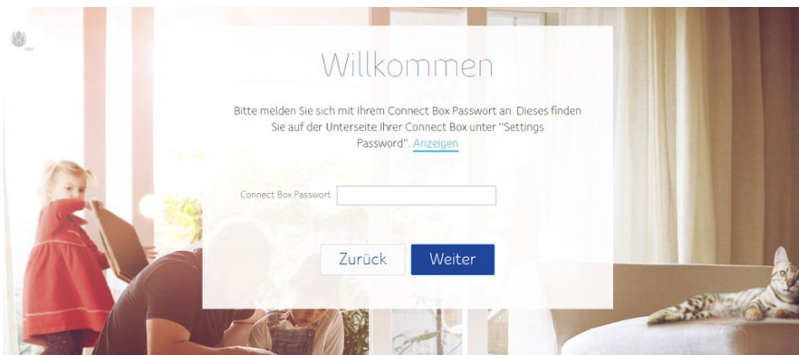 Willkommen
Bitte melden Sie sich mit Ihrem Connect Box Passwort an. Dieses finden
Sie auf der Unterseite Ihrer Connect Box unter "Settings
Password". Anzeigen
Connect Box Passwort
Zurück
Weiter